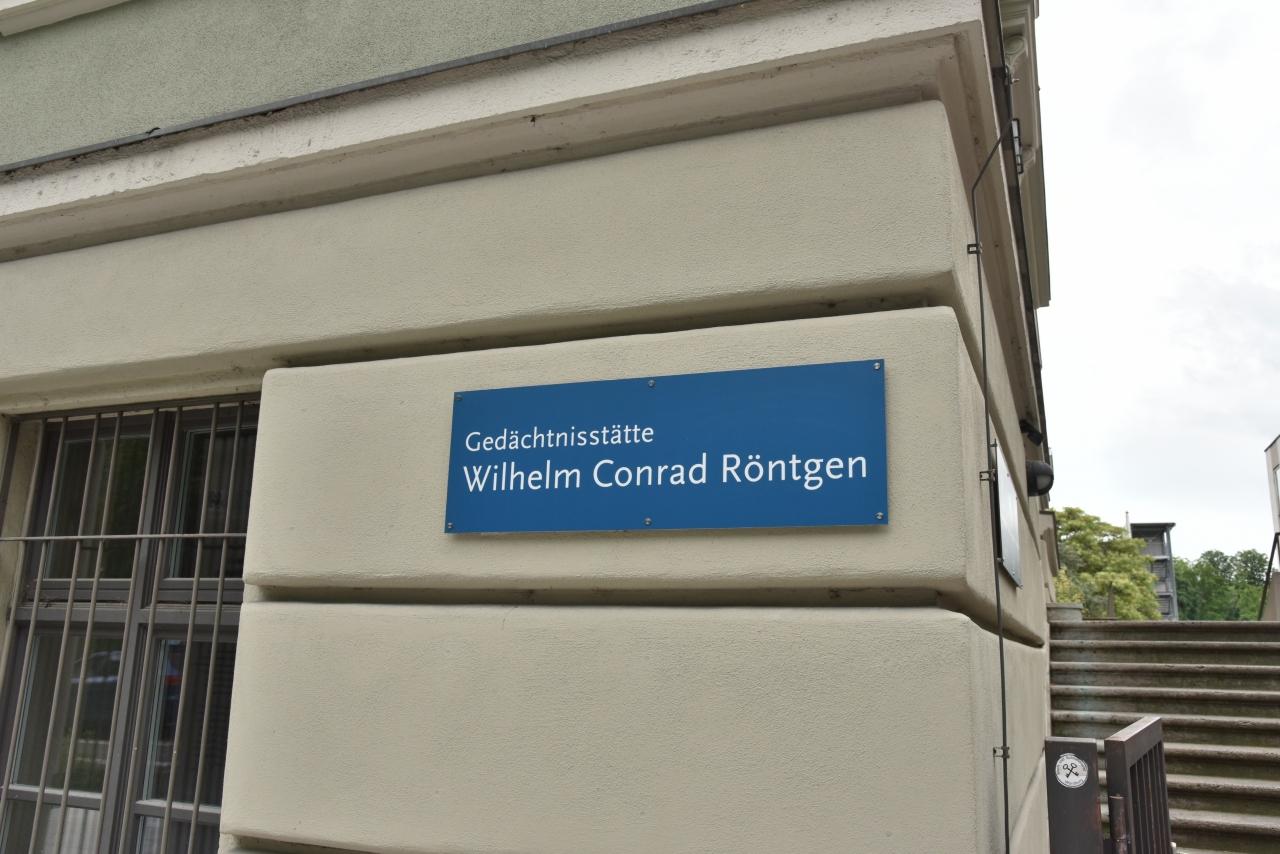 Gedächtnisstätte
Wilhelm Conrad Röntgen